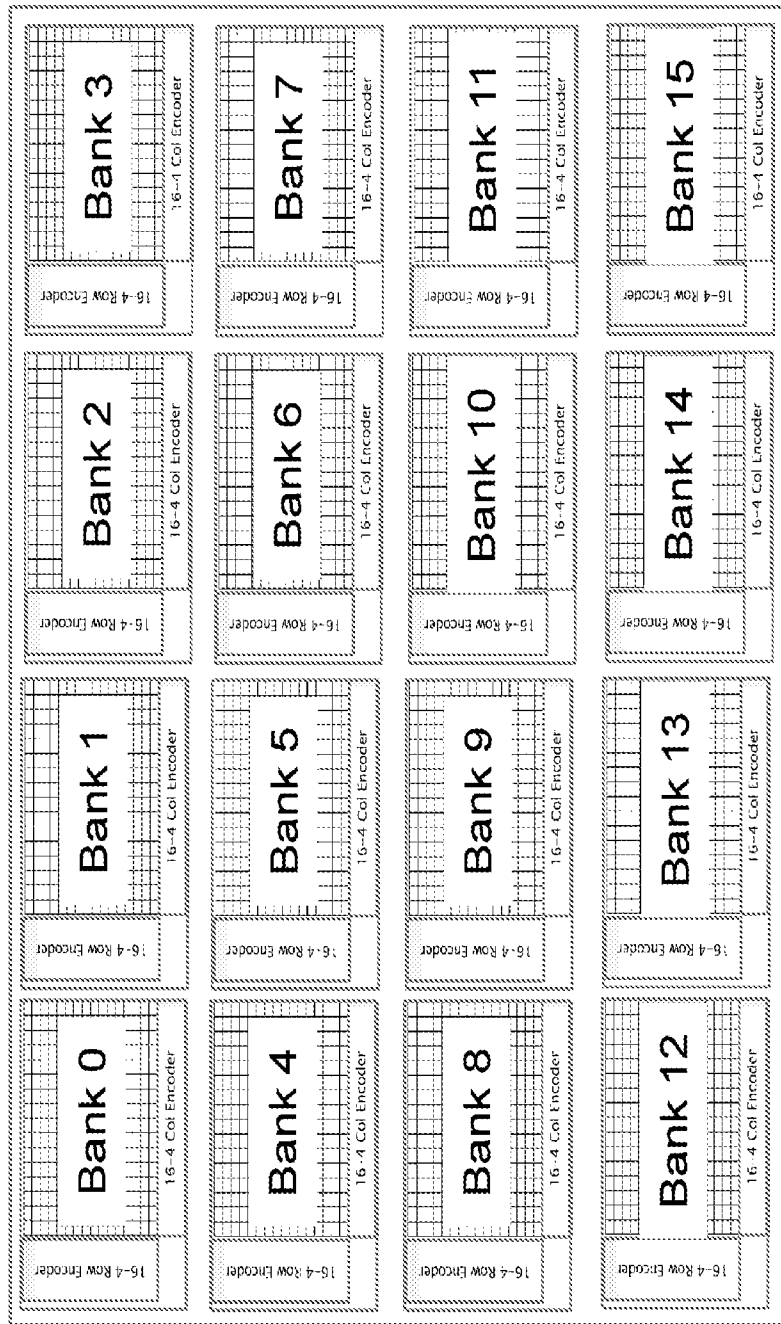 Bank 0
16-4 Row Encoder
16-4 Col Encoder
Bank 1
16-4 Row Encoder
16-4 Col Encoder
Bank 2
16-4 Row Encoder
16-4 Col Encoder
Bank 3
16-4 Row Encoder
16-4 Col Encoder
Bank 4
16-4 Row Encoder
16-4 Col Encoder
Bank 5
16-4 Row Encoder
16-4 Col Encoder
Bank 6
16-4 Row Encoder
16-4 Col Encoder
Bank 7
16-4 Row Encoder
16-4 Col Encoder
Bank 8
16-4 Row Encoder
16-4 Col Encoder
Bank 9
16-4 Row Encoder
16-4 Col Encoder
Bank 10
16-4 Row Encoder
16-4 Col Encoder
Bank 11
16-4 Row Encoder
16-4 Col Encoder
Bank 12
16-4 Row Encoder
16-4 Col Encoder
Bank 13
16-4 Row Encoder
16-4 Col Encoder
Bank 14
16-4 Row Encoder
16-4 Col Encoder
Bank 15
16-4 Row Encoder
16-4 Col Encoder